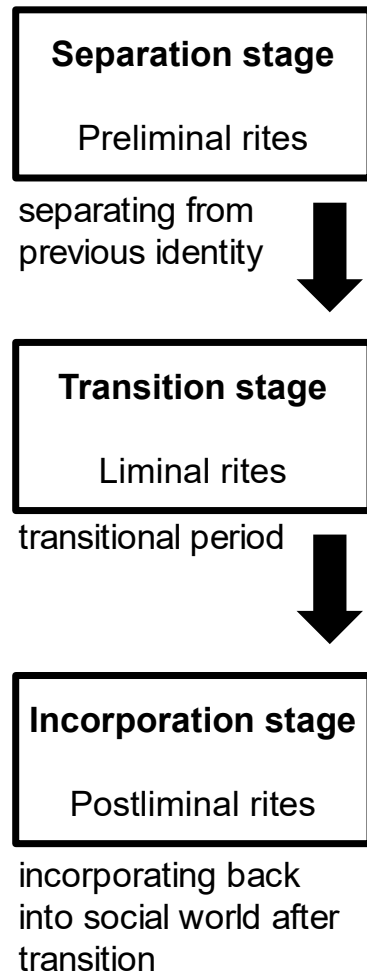 Separation stage
Preliminal rites
separating from
previous identity
Transition stage
Liminal rites
transitional period
Incorporation stage
Postliminal rites
incorporating back
into social world after
transition